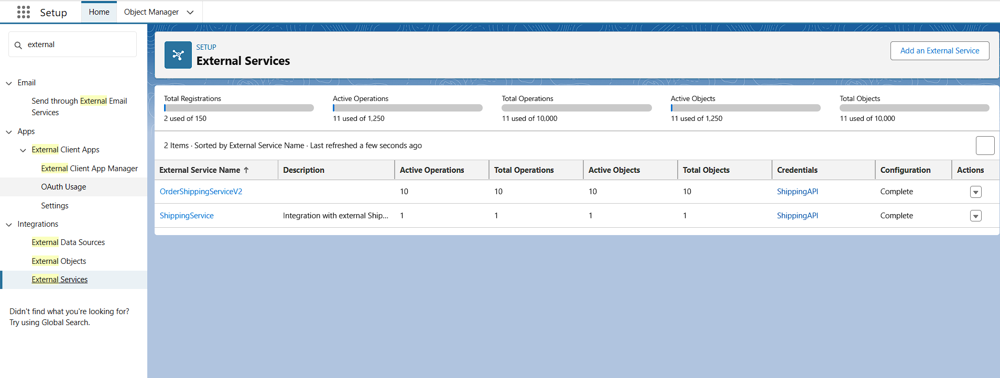 Setup
Home
Object Manager
external
Email
Send through External Email
Services
Apps
External Client Apps
External Client App Manager
OAuth Usage
Settings
Integrations
External Data Sources
External Objects
External Services
Didn't find what you're looking for?
Try using Global Search.
SETUP
External Services
Add an External Service
Total Registrations
2 used of 150
Active Operations
11 used of 1,250
Total Operations
11 used of 10,000
Active Objects
11 used of 1,250
Total Objects
11 used of 10,000
2 Items · Sorted by External Service Name · Last refreshed a few seconds ago
External Service Name Description Active Operations Total Operations Active Objects Total Objects Credentials Configuration Actions
OrderShippingServiceV2 10 10 10 10 ShippingAPI Complete
ShippingService Integration with external Ship... 1 1 1 1 ShippingAPI Complete